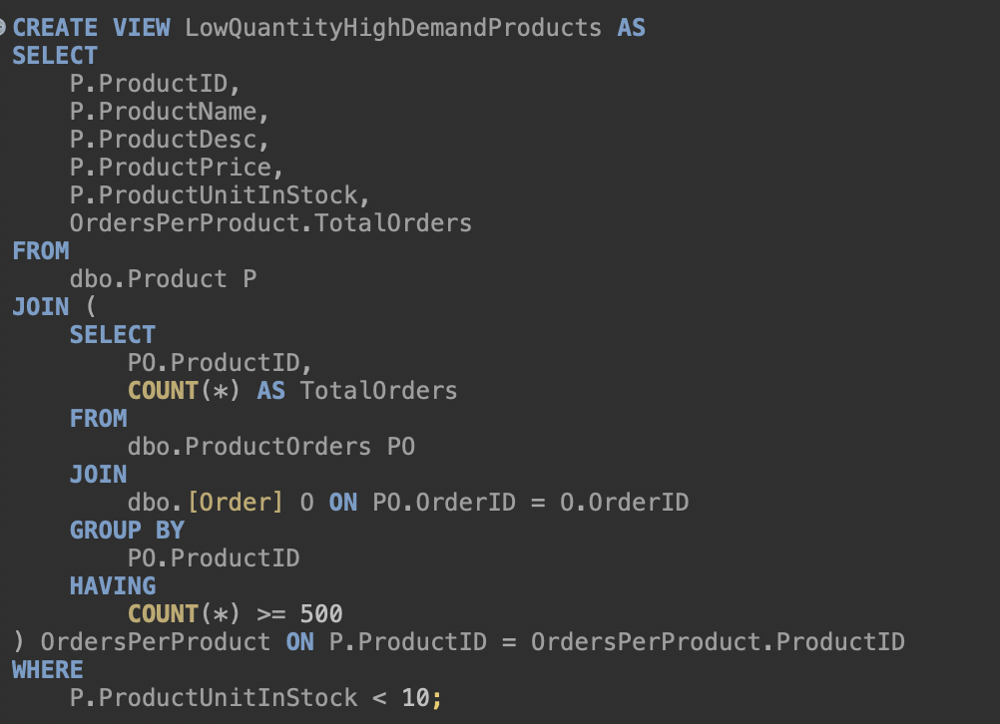 CREATE VIEW LowQuantityHighDemandProducts AS
SELECT
    P.ProductID,
    P.ProductName,
    P.ProductDesc,
    P.ProductPrice,
    P.ProductUnitInStock,
    OrdersPerProduct.TotalOrders
FROM
    dbo.Product P
JOIN (
    SELECT
        PO.ProductID,
        COUNT(*) AS TotalOrders
    FROM
        dbo.ProductOrders PO
    JOIN
        dbo.[Order] O ON PO.OrderID = O.OrderID
    GROUP BY
        PO.ProductID
    HAVING
        COUNT(*) >= 500
) OrdersPerProduct ON P.ProductID = OrdersPerProduct.ProductID
WHERE
    P.ProductUnitInStock < 10;